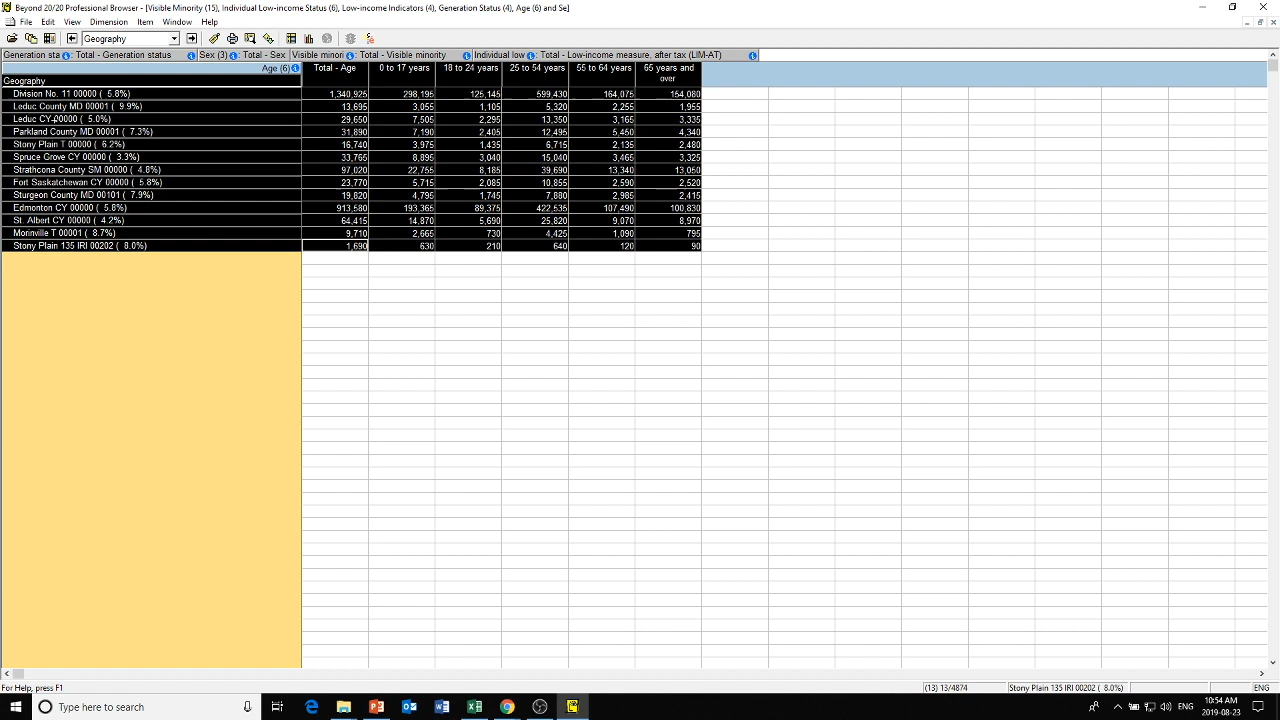 Beyond 20/20 Professional Browser - [Visible Minority (15), Individual Low-income Status (6), Low-income Indicators (4), Generation Status (4), Age (6) and Se]
File Edit View Dimension Item Window Help
Geography
Generation sta : Total - Generation status Sex (3) : Total - Sex Visible minori : Total - Visible minority Individual low : Total - Low-income measure, after tax (LIM-AT)
Age (6) Total - Age 0 to 17 years 18 to 24 years 25 to 54 years 55 to 64 years 65 years and over
Geography
Division No. 11 00000 ( 5.8%) 1,340,925 298,195 125,145 599,430 164,075 154,080
Leduc County MD 00001 ( 9.9%) 13,695 3,055 1,105 5,320 2,255 1,955
Leduc CY 00000 ( 5.0%) 29,650 7,505 2,295 13,350 3,165 3,335
Parkland County MD 00001 ( 7.3%) 31,890 7,190 2,405 12,495 5,450 4,340
Stony Plain T 00000 ( 6.2%) 16,740 3,975 1,435 6,715 2,135 2,480
Spruce Grove CY 00000 ( 3.3%) 33,765 8,895 3,040 15,040 3,465 3,325
Strathcona County SM 00000 ( 4.8%) 97,020 22,755 8,185 39,690 13,340 13,050
Fort Saskatchewan CY 00000 ( 5.8%) 23,770 5,715 2,085 10,855 2,590 2,520
Sturgeon County MD 00101 ( 7.9%) 19,820 4,795 1,745 7,880 2,985 2,415
Edmonton CY 00000 ( 5.8%) 913,580 193,365 89,375 422,535 107,490 100,830
St. Albert CY 00000 ( 4.2%) 64,415 14,870 5,690 25,820 9,070 8,970
Morinville T 00001 ( 8.7%) 9,710 2,665 730 4,425 1,090 795
Stony Plain 135 IRI 00202 ( 8.0%) 1,690 630 210 640 120 90
For Help, press F1 (13) 13/4874 Stony Plain 135 IRI 00202 ( 8.0%) ENG
Type here to search ENG 10:54 AM
2019-08-23